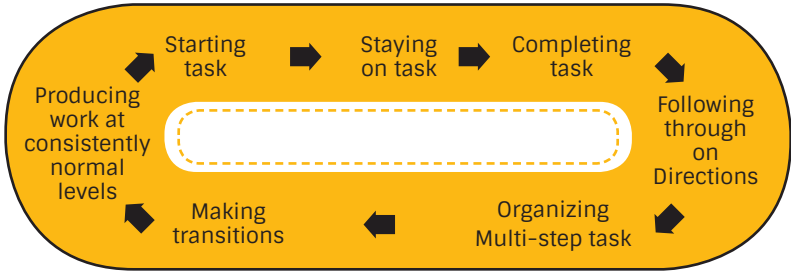 Starting
task
Staying
on task
Completing
task
Following
through
on
Directions
Organizing
Multi-step task
Making
transitions
Producing
work at
consistently
normal
levels